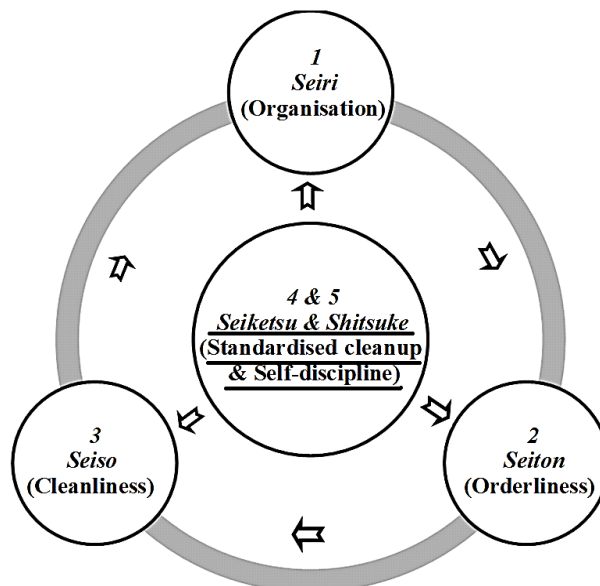 1
Seiri
(Organisation)
4 & 5
Seiketsu & Shitsuke
(Standardised cleanup
& Self-discipline)
3
Seiso
(Cleanliness)
2
Seiton
(Orderliness)